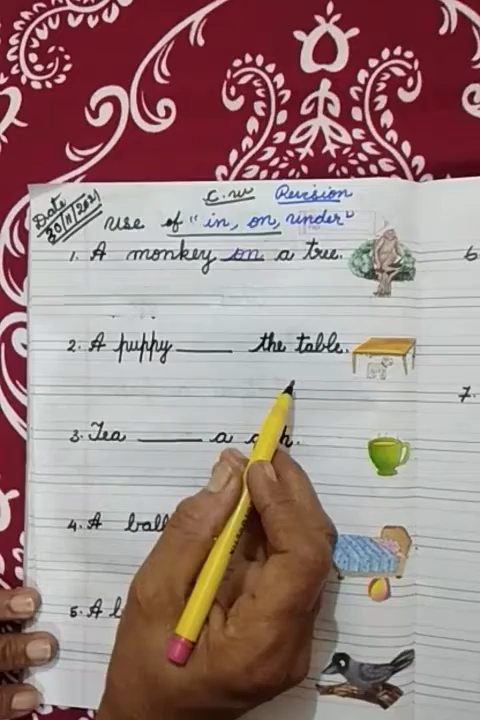 C.W Revision
Date
30/11/2021
use of "in, on, under"
1. A monkey on a tree.
2. A puppy ____ the table.
3. Tea ____ a
4. A ball
5. A
6.
7.